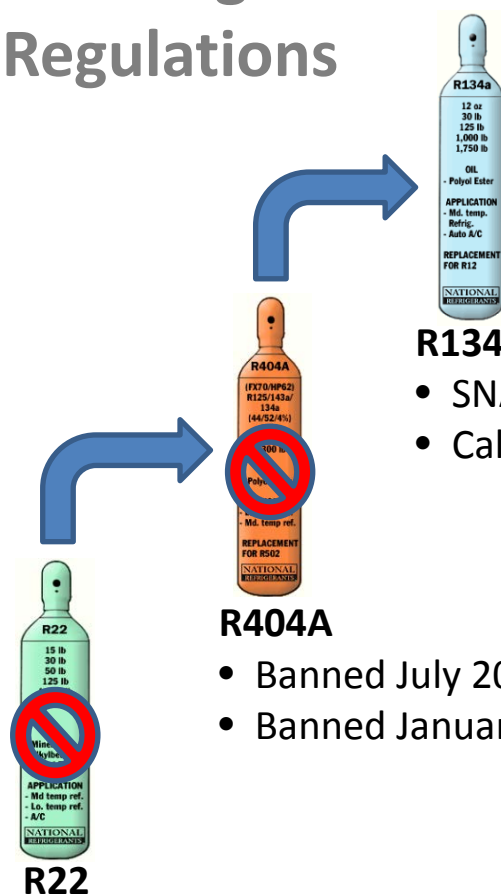 Regulations
R134a
12 oz
30 lb
125 lb
1,000 lb
1,750 lb
OIL
- Polyol Ester
APPLICATION
- Md. temp.
Refrig.
- Auto A/C
REPLACEMENT
FOR R12
NATIONAL
REFRIGERANTS
R134
• SNA
• Cal
R404A
(FX70/HP62)
R125/143a/
134a
(44/52/4%)
- Md. temp ref.
REPLACEMENT
FOR R502
NATIONAL
REFRIGERANTS
R404A
• Banned July 20
• Banned Januar
R22
15 lb
30 lb
50 lb
125 lb
APPLICATION
- Md temp ref.
- Lo. temp ref.
- A/C
NATIONAL
REFRIGERANTS
R22